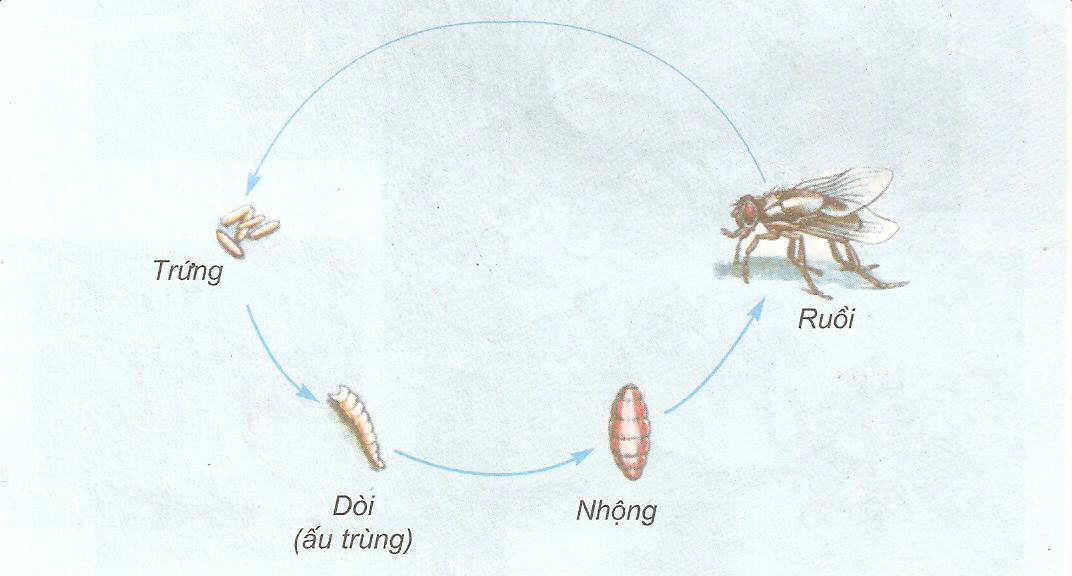 Trứng
Ruồi
Dòi
(ấu trùng)
Nhộng